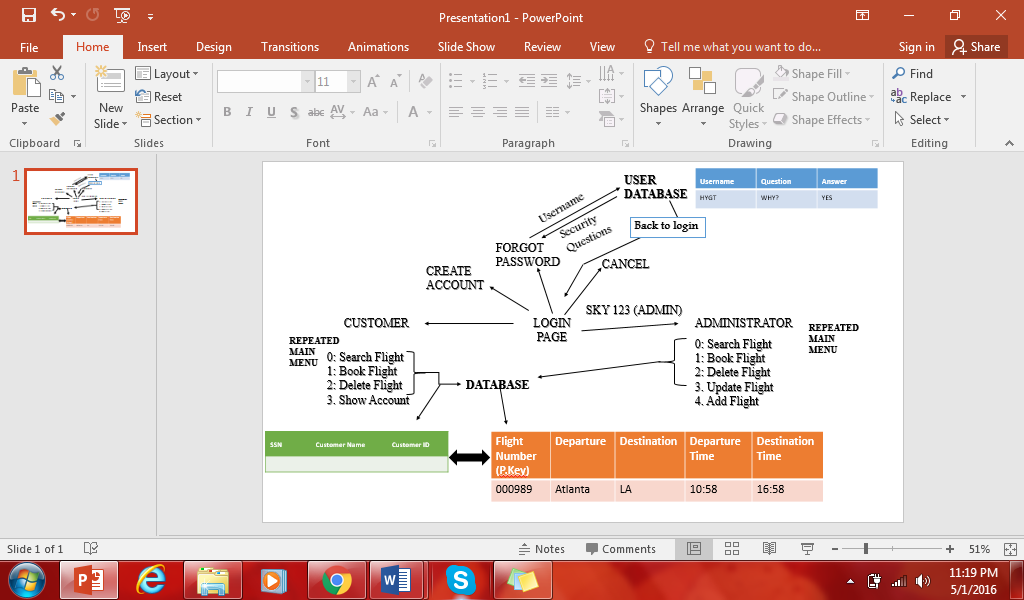 Presentation1 - PowerPoint
File Home Insert Design Transitions Animations Slide Show Review View Tell me what you want to do... Sign in Share
Paste
New
Slide
Layout
Reset
Section
11
B I U S abc AV Aa A
Shapes Arrange Quick
Styles
Shape Fill
Shape Outline
Shape Effects
Find
Replace
Select
Clipboard Slides Font Paragraph Drawing Editing
1
USER
DATABASE
Username Question Answer
HYGT WHY? YES
Username
Security
Questions
Back to login
FORGOT
PASSWORD
CANCEL
CREATE
ACCOUNT
SKY 123 (ADMIN)
CUSTOMER
LOGIN
PAGE
ADMINISTRATOR
REPEATED
MAIN
MENU
REPEATED
MAIN
MENU
0: Search Flight
1: Book Flight
2: Delete Flight
3. Show Account
DATABASE
0: Search Flight
1: Book Flight
2: Delete Flight
3. Update Flight
4. Add Flight
SSN Customer Name Customer ID
Flight
Number
(P.Key)
Departure
Destination
Departure
Time
Destination
Time
000989 Atlanta LA 10:58 16:58
Slide 1 of 1
Notes Comments 51%
11:19 PM
5/1/2016